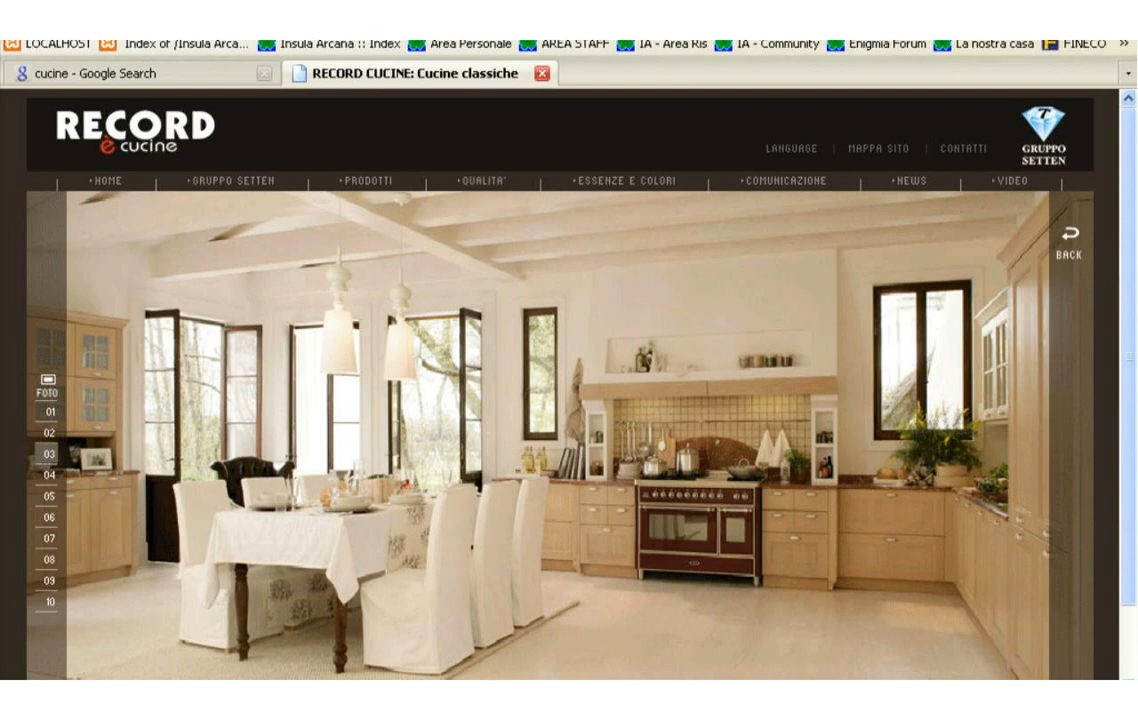 LOCALHOST Index of /Insula Arca... Insula Arcana :: Index Area Personale AREA STAFF IA - Area Ris IA - Community Enigmia Forum La nostra casa FINECO »
cucine - Google Search RECORD CUCINE: Cucine classiche
RECORD
è cucine
LANGUAGE | MAPPA SITO | CONTATTI
GRUPPO
SETTEN
HOME GRUPPO SETTEN PRODOTTI QUALITA' ESSENZE E COLORI COMUNICAZIONE NEWS VIDEO
BACK
FOTO
01
02
03
04
05
06
07
08
09
10